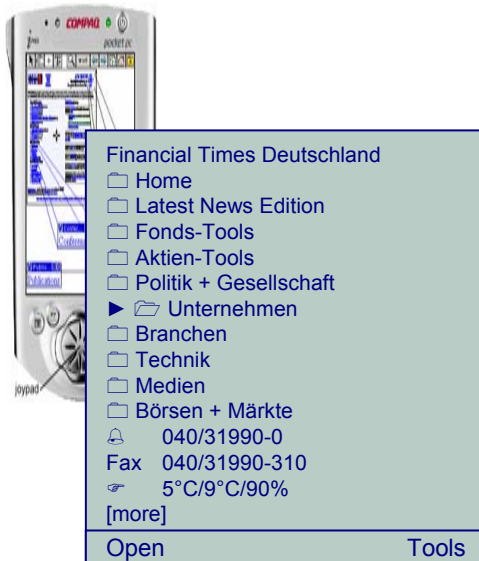 COMPAQ
pocket pc
Financial Times Deutschland
Home
Latest News Edition
Fonds-Tools
Aktien-Tools
Politik + Gesellschaft
► Unternehmen
Branchen
Technik
Medien
Börsen + Märkte
040/31990-0
Fax 040/31990-310
5°C/9°C/90%
[more]
Open Tools
Publications
joypad